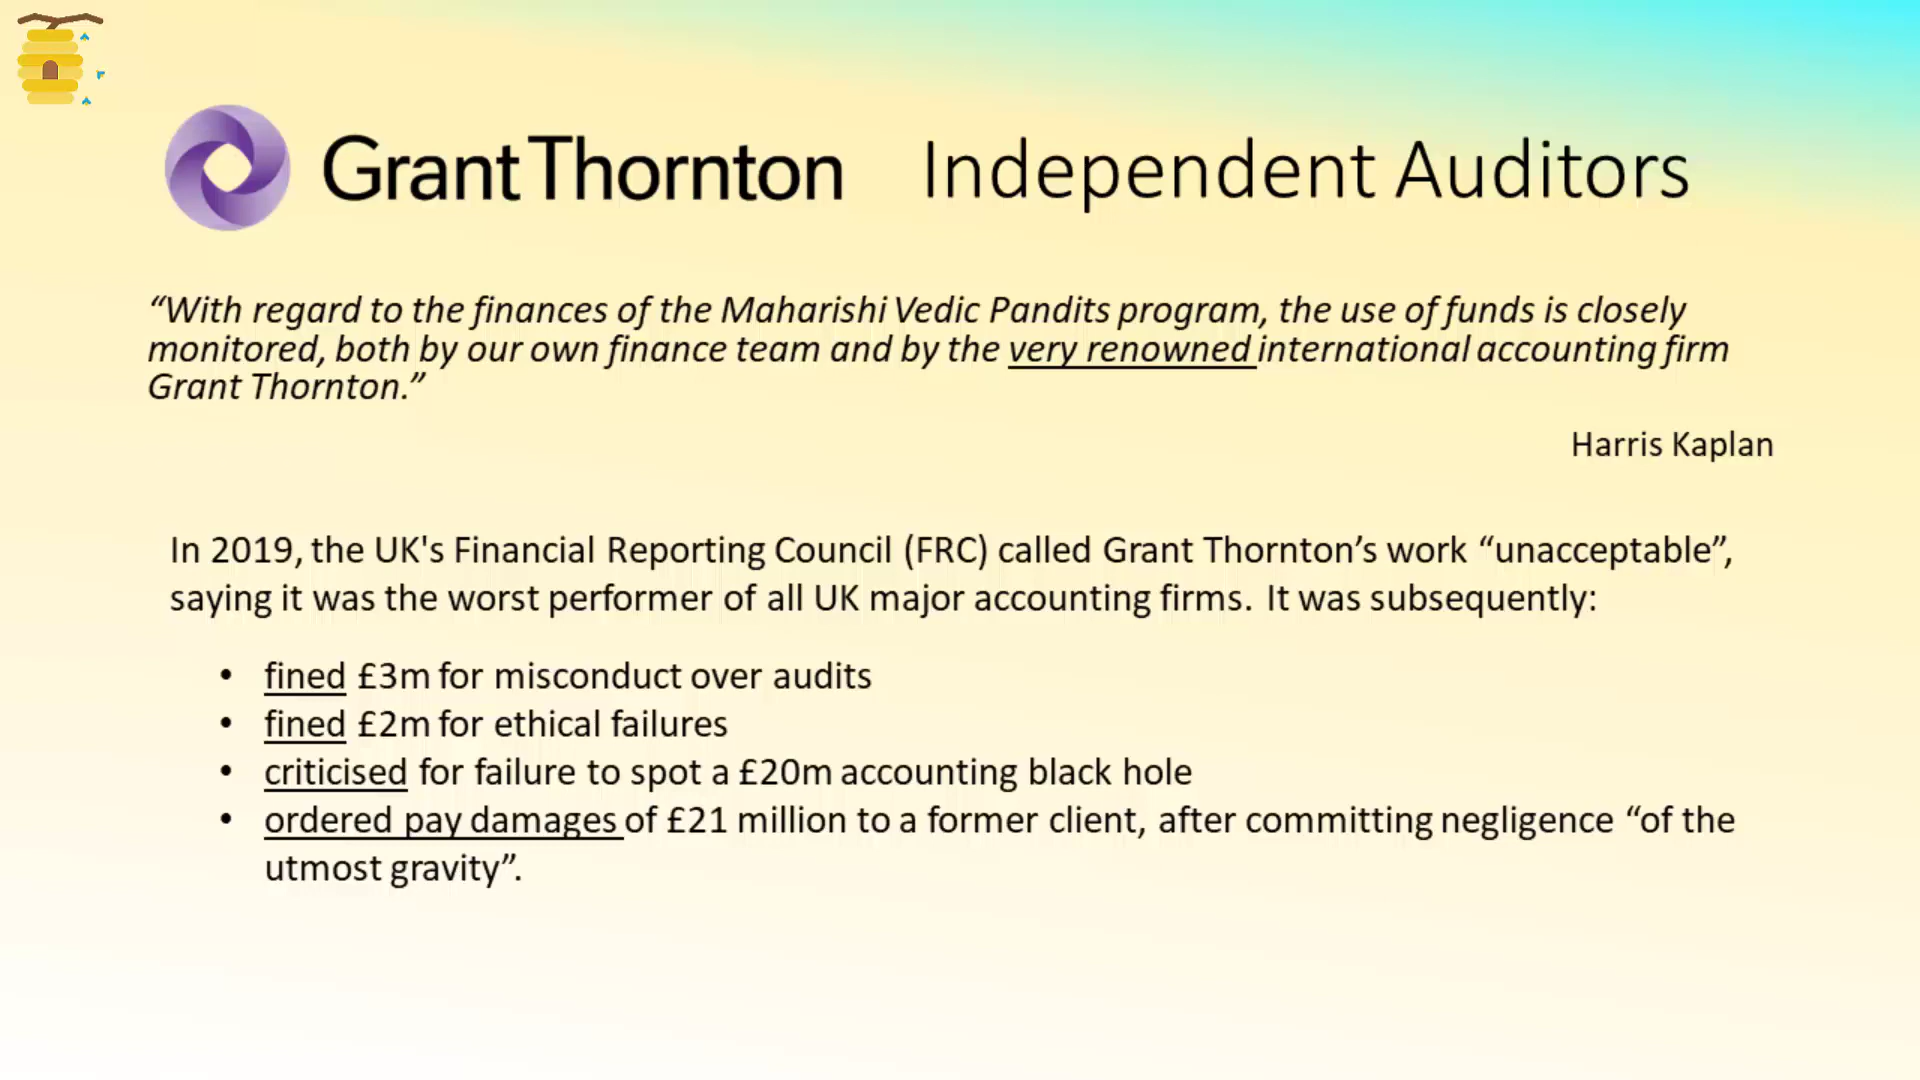 Grant Thornton Independent Auditors
“With regard to the finances of the Maharishi Vedic Pandits program, the use of funds is closely
monitored, both by our own finance team and by the very renowned international accounting firm
Grant Thornton.”
Harris Kaplan
In 2019, the UK's Financial Reporting Council (FRC) called Grant Thornton’s work “unacceptable”,
saying it was the worst performer of all UK major accounting firms. It was subsequently:
• fined £3m for misconduct over audits
• fined £2m for ethical failures
• criticised for failure to spot a £20m accounting black hole
• ordered pay damages of £21 million to a former client, after committing negligence “of the
utmost gravity”.